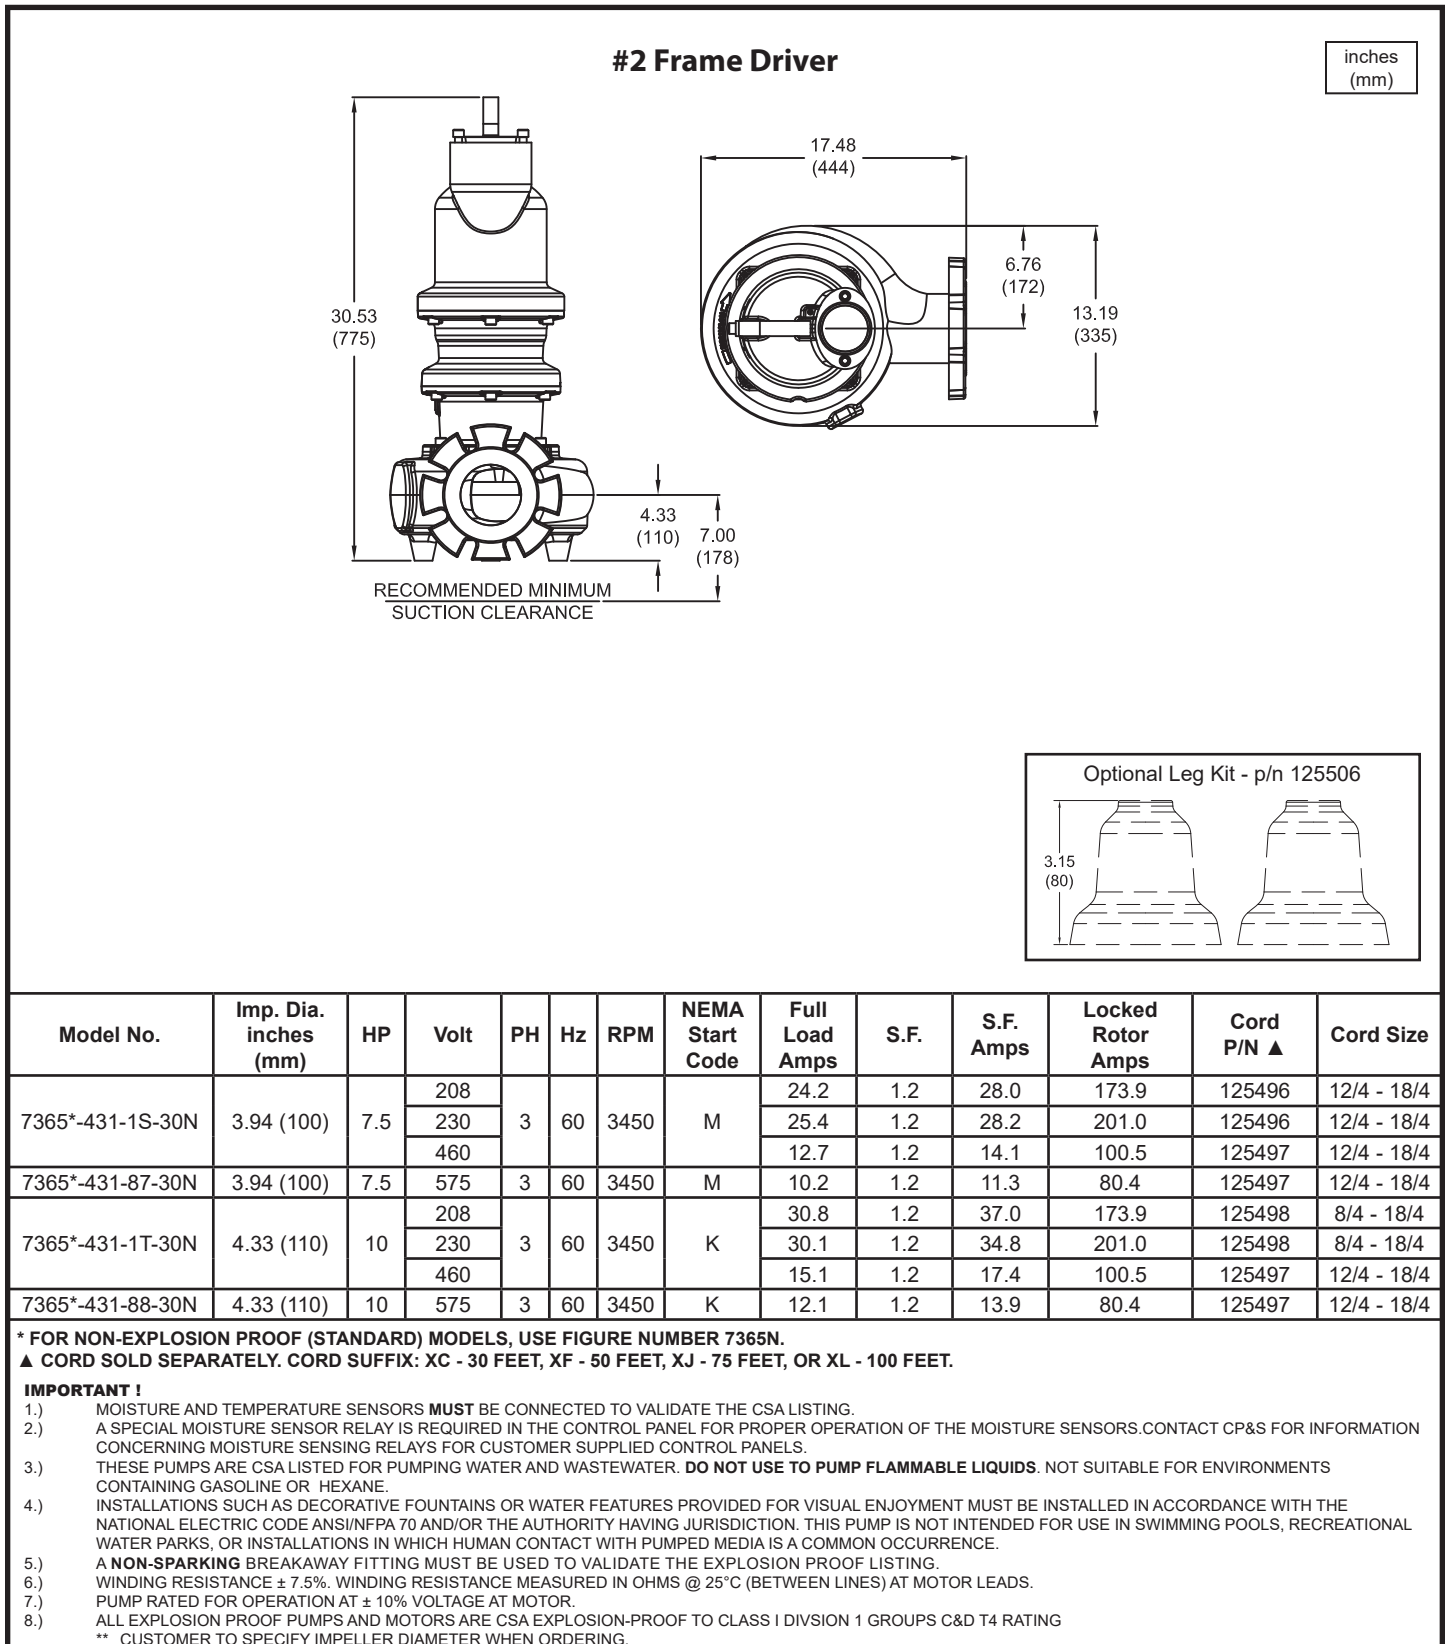 #2 Frame Driver
inches
(mm)
30.53
(775)
17.48
(444)
6.76
(172)
13.19
(335)
4.33
(110)
7.00
(178)
RECOMMENDED MINIMUM
SUCTION CLEARANCE
Optional Leg Kit - p/n 125506
3.15
(80)
Model No. Imp. Dia. inches (mm) HP Volt PH Hz RPM NEMA Start Code Full Load Amps S.F. S.F. Amps Locked Rotor Amps Cord P/N ▲ Cord Size
7365*-431-1S-30N 3.94 (100) 7.5 208 3 60 3450 M 24.2 1.2 28.0 173.9 125496 12/4 - 18/4
230 25.4 1.2 28.2 201.0 125496 12/4 - 18/4
460 12.7 1.2 14.1 100.5 125497 12/4 - 18/4
7365*-431-87-30N 3.94 (100) 7.5 575 3 60 3450 M 10.2 1.2 11.3 80.4 125497 12/4 - 18/4
7365*-431-1T-30N 4.33 (110) 10 208 3 60 3450 K 30.8 1.2 37.0 173.9 125498 8/4 - 18/4
230 30.1 1.2 34.8 201.0 125498 8/4 - 18/4
460 15.1 1.2 17.4 100.5 125497 12/4 - 18/4
7365*-431-88-30N 4.33 (110) 10 575 3 60 3450 K 12.1 1.2 13.9 80.4 125497 12/4 - 18/4
* FOR NON-EXPLOSION PROOF (STANDARD) MODELS, USE FIGURE NUMBER 7365N.
▲ CORD SOLD SEPARATELY. CORD SUFFIX: XC - 30 FEET, XF - 50 FEET, XJ - 75 FEET, OR XL - 100 FEET.
IMPORTANT !
1.) MOISTURE AND TEMPERATURE SENSORS MUST BE CONNECTED TO VALIDATE THE CSA LISTING.
2.) A SPECIAL MOISTURE SENSOR RELAY IS REQUIRED IN THE CONTROL PANEL FOR PROPER OPERATION OF THE MOISTURE SENSORS.CONTACT CP&S FOR INFORMATION
CONCERNING MOISTURE SENSING RELAYS FOR CUSTOMER SUPPLIED CONTROL PANELS.
3.) THESE PUMPS ARE CSA LISTED FOR PUMPING WATER AND WASTEWATER. DO NOT USE TO PUMP FLAMMABLE LIQUIDS. NOT SUITABLE FOR ENVIRONMENTS
CONTAINING GASOLINE OR HEXANE.
4.) INSTALLATIONS SUCH AS DECORATIVE FOUNTAINS OR WATER FEATURES PROVIDED FOR VISUAL ENJOYMENT MUST BE INSTALLED IN ACCORDANCE WITH THE
NATIONAL ELECTRIC CODE ANSI/NFPA 70 AND/OR THE AUTHORITY HAVING JURISDICTION. THIS PUMP IS NOT INTENDED FOR USE IN SWIMMING POOLS, RECREATIONAL
WATER PARKS, OR INSTALLATIONS IN WHICH HUMAN CONTACT WITH PUMPED MEDIA IS A COMMON OCCURRENCE.
5.) A NON-SPARKING BREAKAWAY FITTING MUST BE USED TO VALIDATE THE EXPLOSION PROOF LISTING.
6.) WINDING RESISTANCE ± 7.5%. WINDING RESISTANCE MEASURED IN OHMS @ 25°C (BETWEEN LINES) AT MOTOR LEADS.
7.) PUMP RATED FOR OPERATION AT ± 10% VOLTAGE AT MOTOR.
8.) ALL EXPLOSION PROOF PUMPS AND MOTORS ARE CSA EXPLOSION-PROOF TO CLASS I DIVSION 1 GROUPS C&D T4 RATING
** CUSTOMER TO SPECIFY IMPELLER DIAMETER WHEN ORDERING.